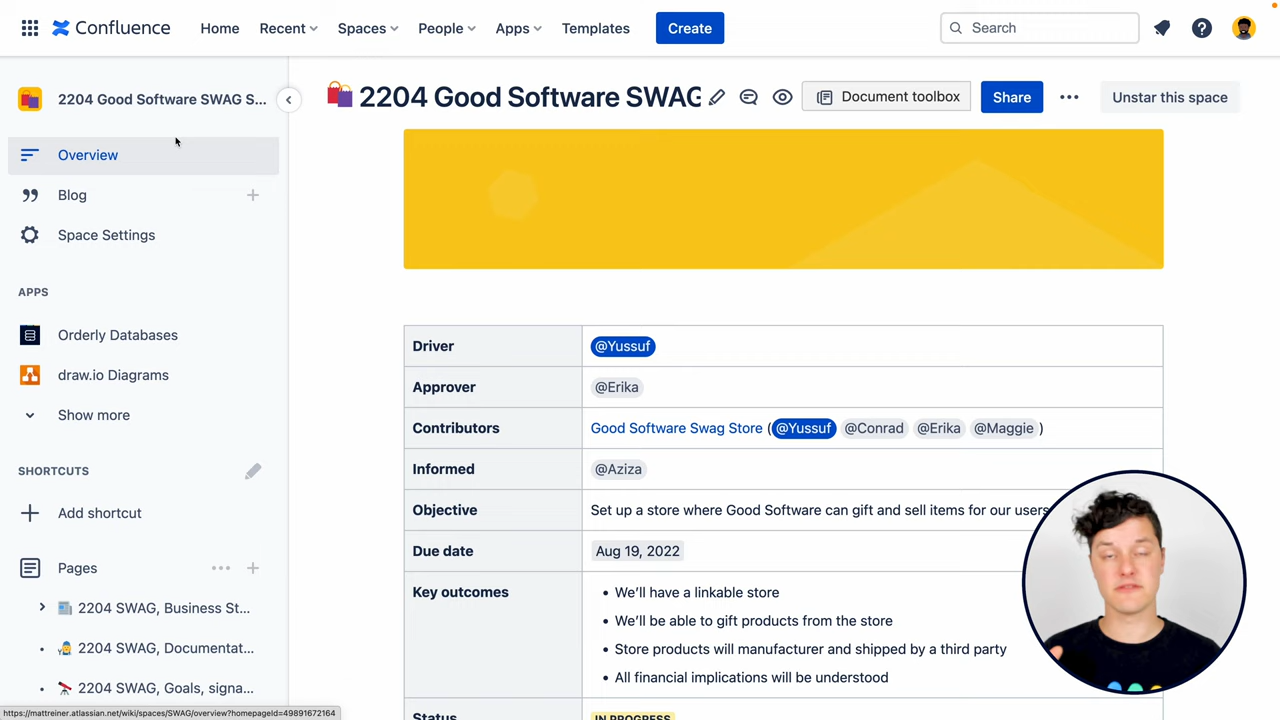 Confluence Home Recent Spaces People Apps Templates Create Search
2204 Good Software SWAG S...
Overview
Blog
Space Settings
APPS
Orderly Databases
draw.io Diagrams
Show more
SHORTCUTS
Add shortcut
Pages
2204 SWAG, Business St...
2204 SWAG, Documentat...
2204 SWAG, Goals, signa...
https://mattreiner.atlassian.net/wiki/spaces/SWAG/overview?homepageId=49891672164
2204 Good Software SWAG Document toolbox Share Unstar this space
Driver @Yussuf
Approver @Erika
Contributors Good Software Swag Store (@Yussuf @Conrad @Erika @Maggie )
Informed @Aziza
Objective Set up a store where Good Software can gift and sell items for our users
Due date Aug 19, 2022
Key outcomes • We’ll have a linkable store
• We’ll be able to gift products from the store
• Store products will manufacturer and shipped by a third party
• All financial implications will be understood
Status IN PROGRESS